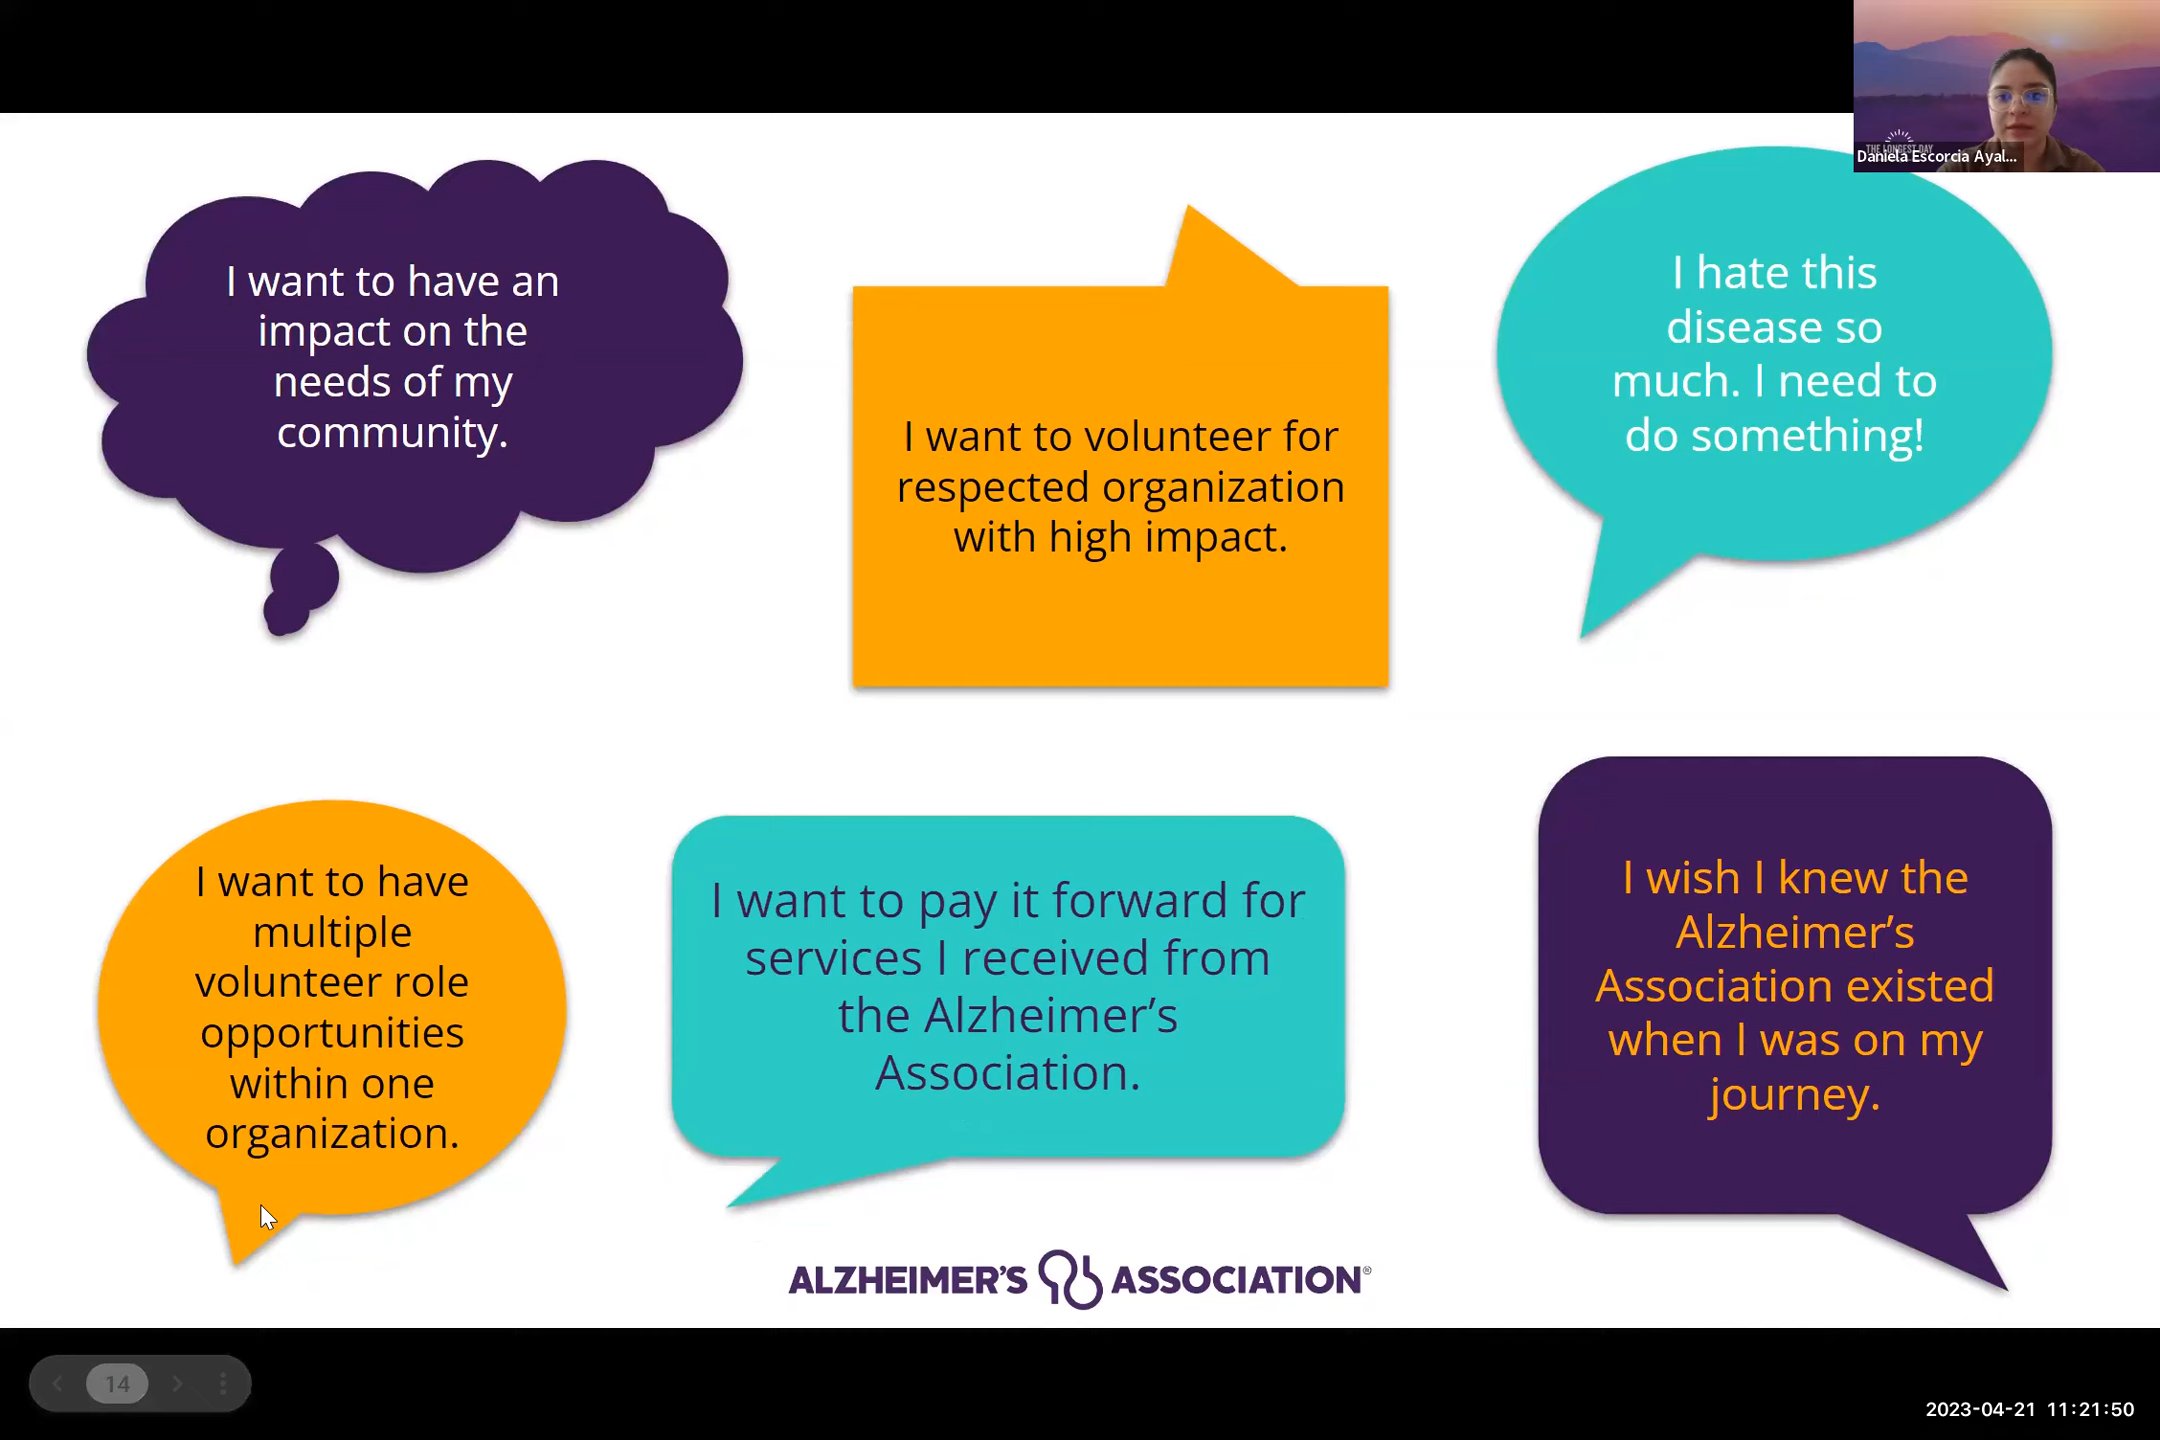 THE LONGEST DAY
Daniela Escorcia Ayal...
I want to have an
impact on the
needs of my
community.
I want to volunteer for
respected organization
with high impact.
I hate this
disease so
much. I need to
do something!
I want to have
multiple
volunteer role
opportunities
within one
organization.
I want to pay it forward for
services I received from
the Alzheimer’s
Association.
I wish I knew the
Alzheimer’s
Association existed
when I was on my
journey.
ALZHEIMER’S ASSOCIATION®
14
2023-04-21 11:21:50